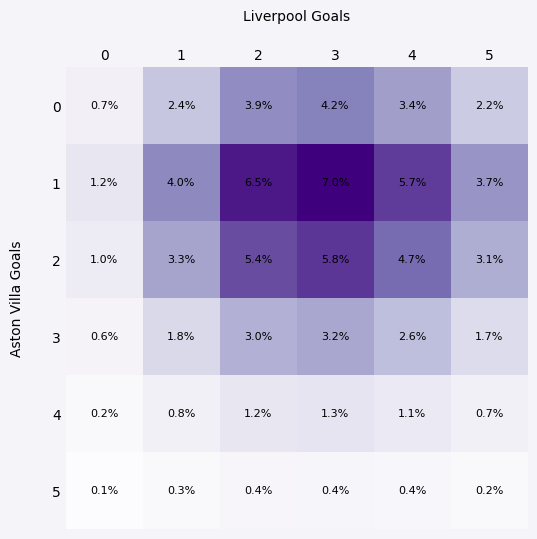 Liverpool Goals
0 1 2 3 4 5
0 0.7% 2.4% 3.9% 4.2% 3.4% 2.2%
1 1.2% 4.0% 6.5% 7.0% 5.7% 3.7%
2 1.0% 3.3% 5.4% 5.8% 4.7% 3.1%
3 0.6% 1.8% 3.0% 3.2% 2.6% 1.7%
4 0.2% 0.8% 1.2% 1.3% 1.1% 0.7%
5 0.1% 0.3% 0.4% 0.4% 0.4% 0.2%
Aston Villa Goals